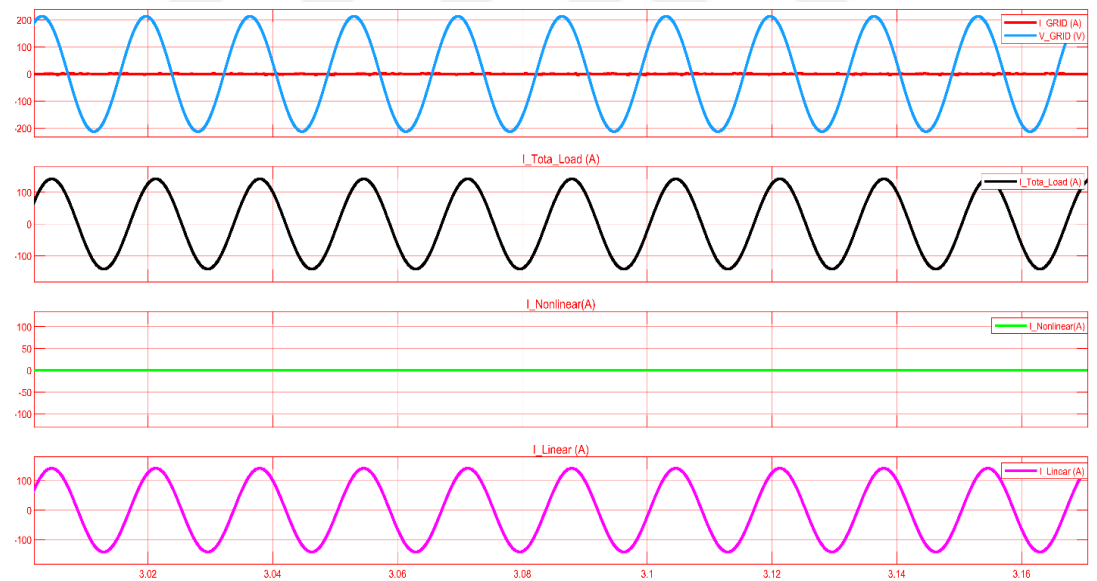 200
100
0
-100
-200
I_GRID (A)
V_GRID (V)
I_Tota_Load (A)
100
0
-100
I_Tota_Load (A)
I_Nonlinear(A)
100
50
0
-50
-100
I_Nonlinear(A)
I_Linear (A)
100
0
-100
I_Linear (A)
3.02 3.04 3.06 3.08 3.1 3.12 3.14 3.16